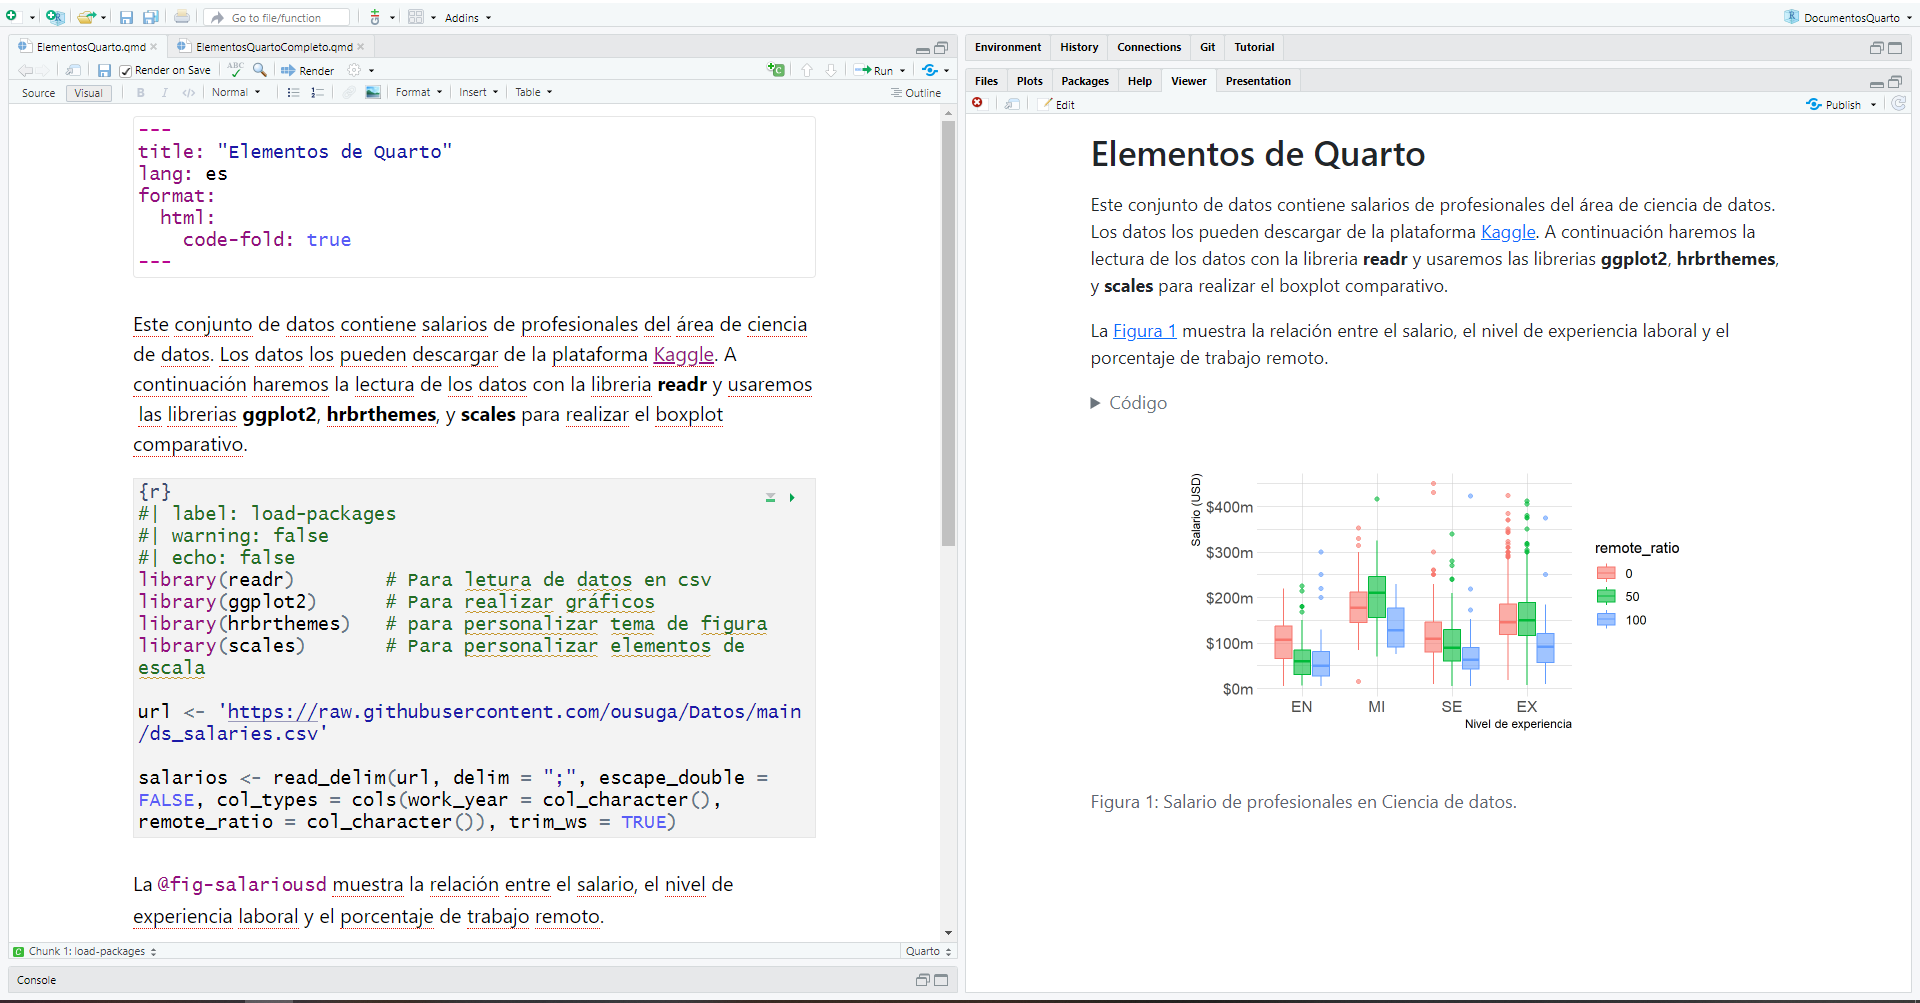 Go to file/function
Addins
DocumentosQuarto
ElementosQuarto.qmd
ElementosQuartoCompleto.qmd
Render on Save
ABC
Render
Run
Source
Visual
B
I
</>
Normal
Format
Insert
Table
Outline
---
title: "Elementos de Quarto"
lang: es
format:
html:
code-fold: true
---
Este conjunto de datos contiene salarios de profesionales del área de ciencia
de datos. Los datos los pueden descargar de la plataforma Kaggle. A
continuación haremos la lectura de los datos con la libreria readr y usaremos
las librerias ggplot2, hrbrthemes, y scales para realizar el boxplot
comparativo.
{r}
#| label: load-packages
#| warning: false
#| echo: false
library(readr) # Para letura de datos en csv
library(ggplot2) # Para realizar gráficos
library(hrbrthemes) # para personalizar tema de figura
library(scales) # Para personalizar elementos de
escala
url <- 'https://raw.githubusercontent.com/ousuga/Datos/main
/ds_salaries.csv'
salarios <- read_delim(url, delim = ";", escape_double =
FALSE, col_types = cols(work_year = col_character(),
remote_ratio = col_character()), trim_ws = TRUE)
La @fig-salariousd muestra la relación entre el salario, el nivel de
experiencia laboral y el porcentaje de trabajo remoto.
Chunk 1: load-packages
Quarto
Console
Environment
History
Connections
Git
Tutorial
Files
Plots
Packages
Help
Viewer
Presentation
Edit
Publish
Elementos de Quarto
Este conjunto de datos contiene salarios de profesionales del área de ciencia de datos.
Los datos los pueden descargar de la plataforma Kaggle. A continuación haremos la
lectura de los datos con la libreria readr y usaremos las librerias ggplot2, hrbrthemes,
y scales para realizar el boxplot comparativo.
La Figura 1 muestra la relación entre el salario, el nivel de experiencia laboral y el
porcentaje de trabajo remoto.
Código
Salario (USD)
$400m
$300m
$200m
$100m
$0m
EN
MI
SE
EX
Nivel de experiencia
remote_ratio
0
50
100
Figura 1: Salario de profesionales en Ciencia de datos.